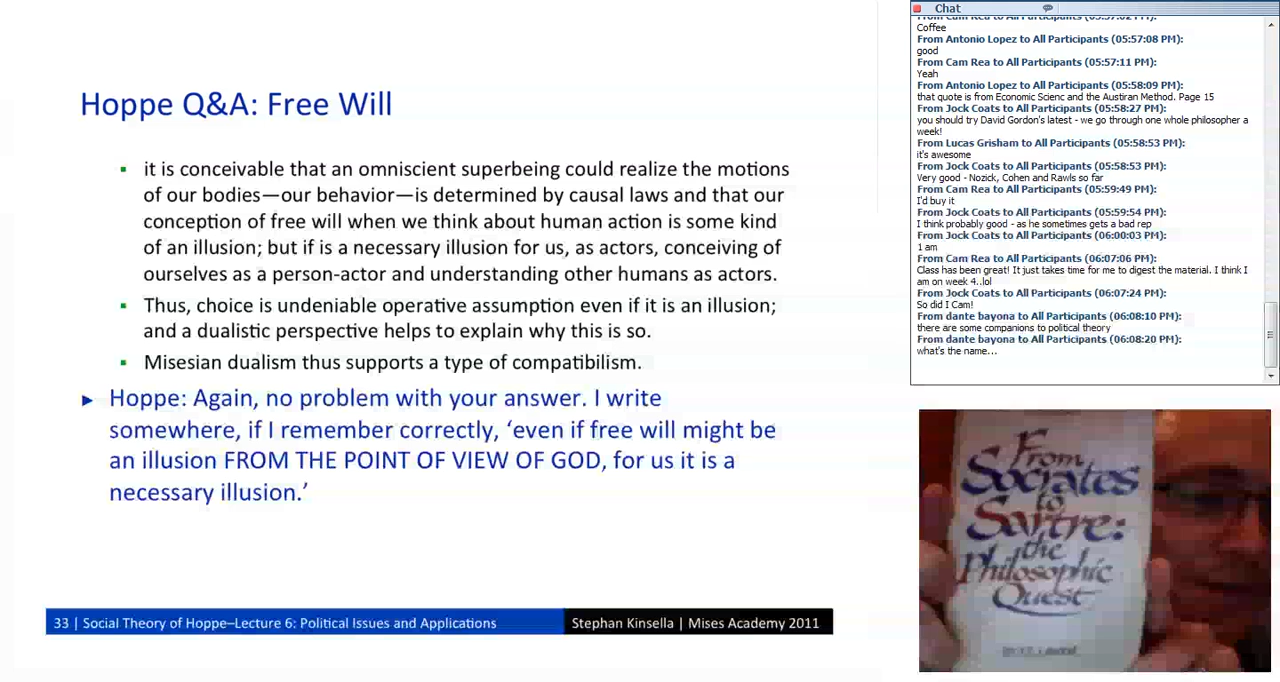 Hoppe Q&A: Free Will
▪ it is conceivable that an omniscient superbeing could realize the motions
of our bodies—our behavior—is determined by causal laws and that our
conception of free will when we think about human action is some kind
of an illusion; but if is a necessary illusion for us, as actors, conceiving of
ourselves as a person-actor and understanding other humans as actors.
▪ Thus, choice is undeniable operative assumption even if it is an illusion;
and a dualistic perspective helps to explain why this is so.
▪ Misesian dualism thus supports a type of compatibilism.
► Hoppe: Again, no problem with your answer. I write
somewhere, if I remember correctly, ‘even if free will might be
an illusion FROM THE POINT OF VIEW OF GOD, for us it is a
necessary illusion.’
33 | Social Theory of Hoppe–Lecture 6: Political Issues and Applications
Stephan Kinsella | Mises Academy 2011
Chat
From Cam Rea to All Participants (05:57:02 PM):
Coffee
From Antonio Lopez to All Participants (05:57:08 PM):
good
From Cam Rea to All Participants (05:57:11 PM):
Yeah
From Antonio Lopez to All Participants (05:58:09 PM):
that quote is from Economic Scienc and the Austiran Method. Page 15
From Jock Coats to All Participants (05:58:27 PM):
you should try David Gordon's latest - we go through one whole philosopher a
week!
From Lucas Grisham to All Participants (05:58:53 PM):
it's awesome
From Jock Coats to All Participants (05:58:53 PM):
Very good - Nozick, Cohen and Rawls so far
From Cam Rea to All Participants (05:59:49 PM):
I'd buy it
From Jock Coats to All Participants (05:59:54 PM):
I think probably good - as he sometimes gets a bad rep
From Jock Coats to All Participants (06:00:03 PM):
1 am
From Cam Rea to All Participants (06:07:06 PM):
Class has been great! It just takes time for me to digest the material. I think I
am on week 4..lol
From Jock Coats to All Participants (06:07:24 PM):
So did I Cam!
From dante bayona to All Participants (06:08:10 PM):
there are some companions to political theory
From dante bayona to All Participants (06:08:20 PM):
what's the name...
From
Socrates
to
Sartre:
the
Philosophic
Quest